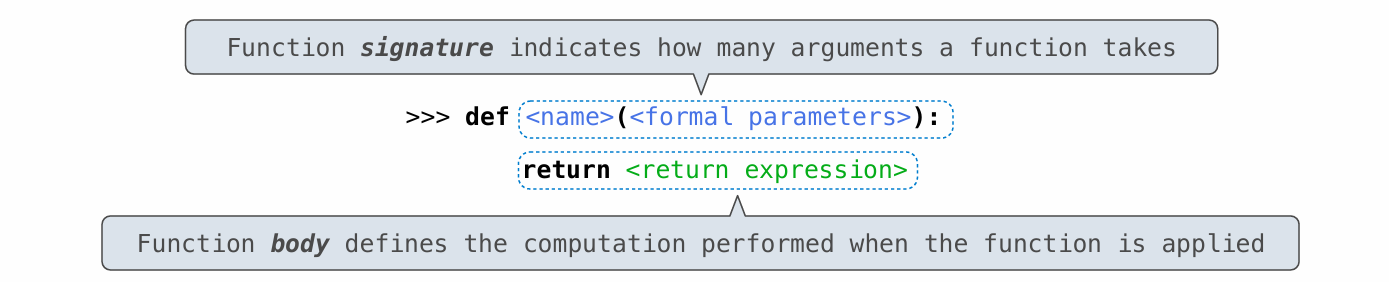 Function signature indicates how many arguments a function takes
>>> def <name>(<formal parameters>):
return <return expression>
Function body defines the computation performed when the function is applied